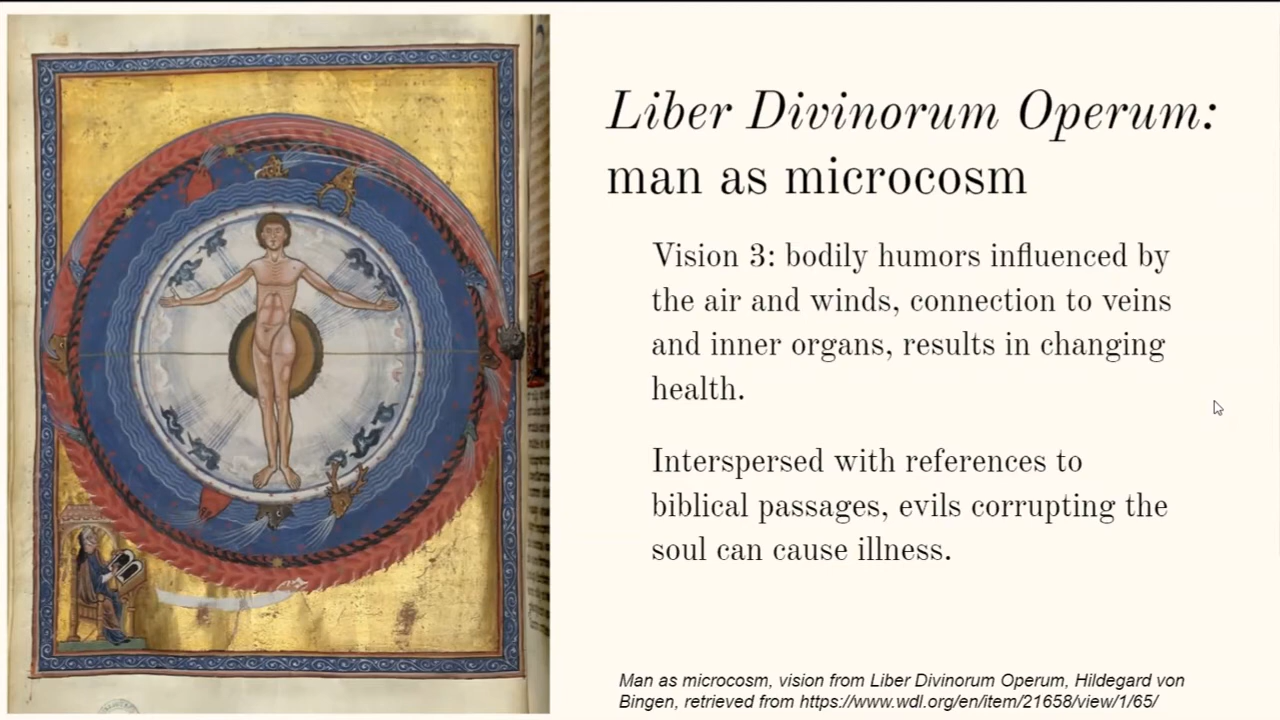 Liber Divinorum Operum:
man as microcosm
Vision 3: bodily humors influenced by
the air and winds, connection to veins
and inner organs, results in changing
health.
Interspersed with references to
biblical passages, evils corrupting the
soul can cause illness.
Man as microcosm, vision from Liber Divinorum Operum, Hildegard von
Bingen, retrieved from https://www.wdl.org/en/item/21658/view/1/65/